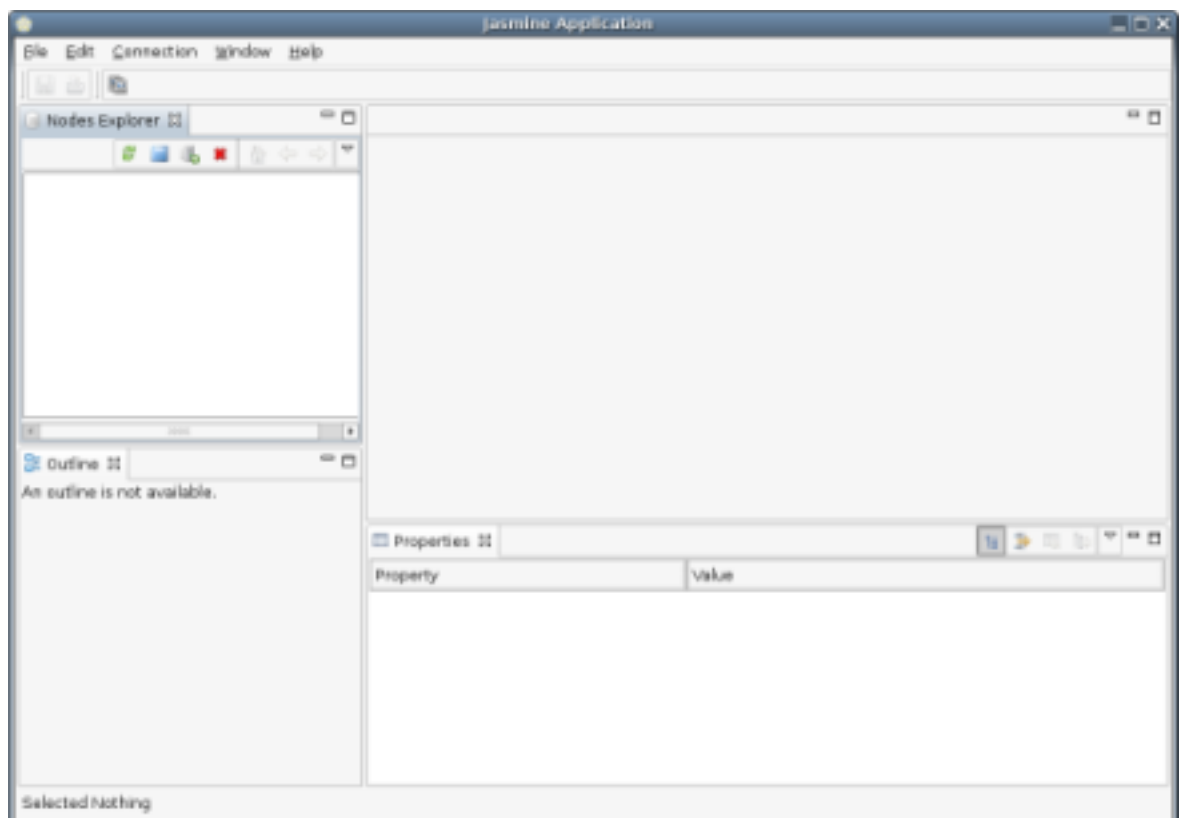 Jasmine Application
File Edit Connection Window Help
Nodes Explorer
Outline
An outline is not available.
Properties
Property Value
Selected Nothing